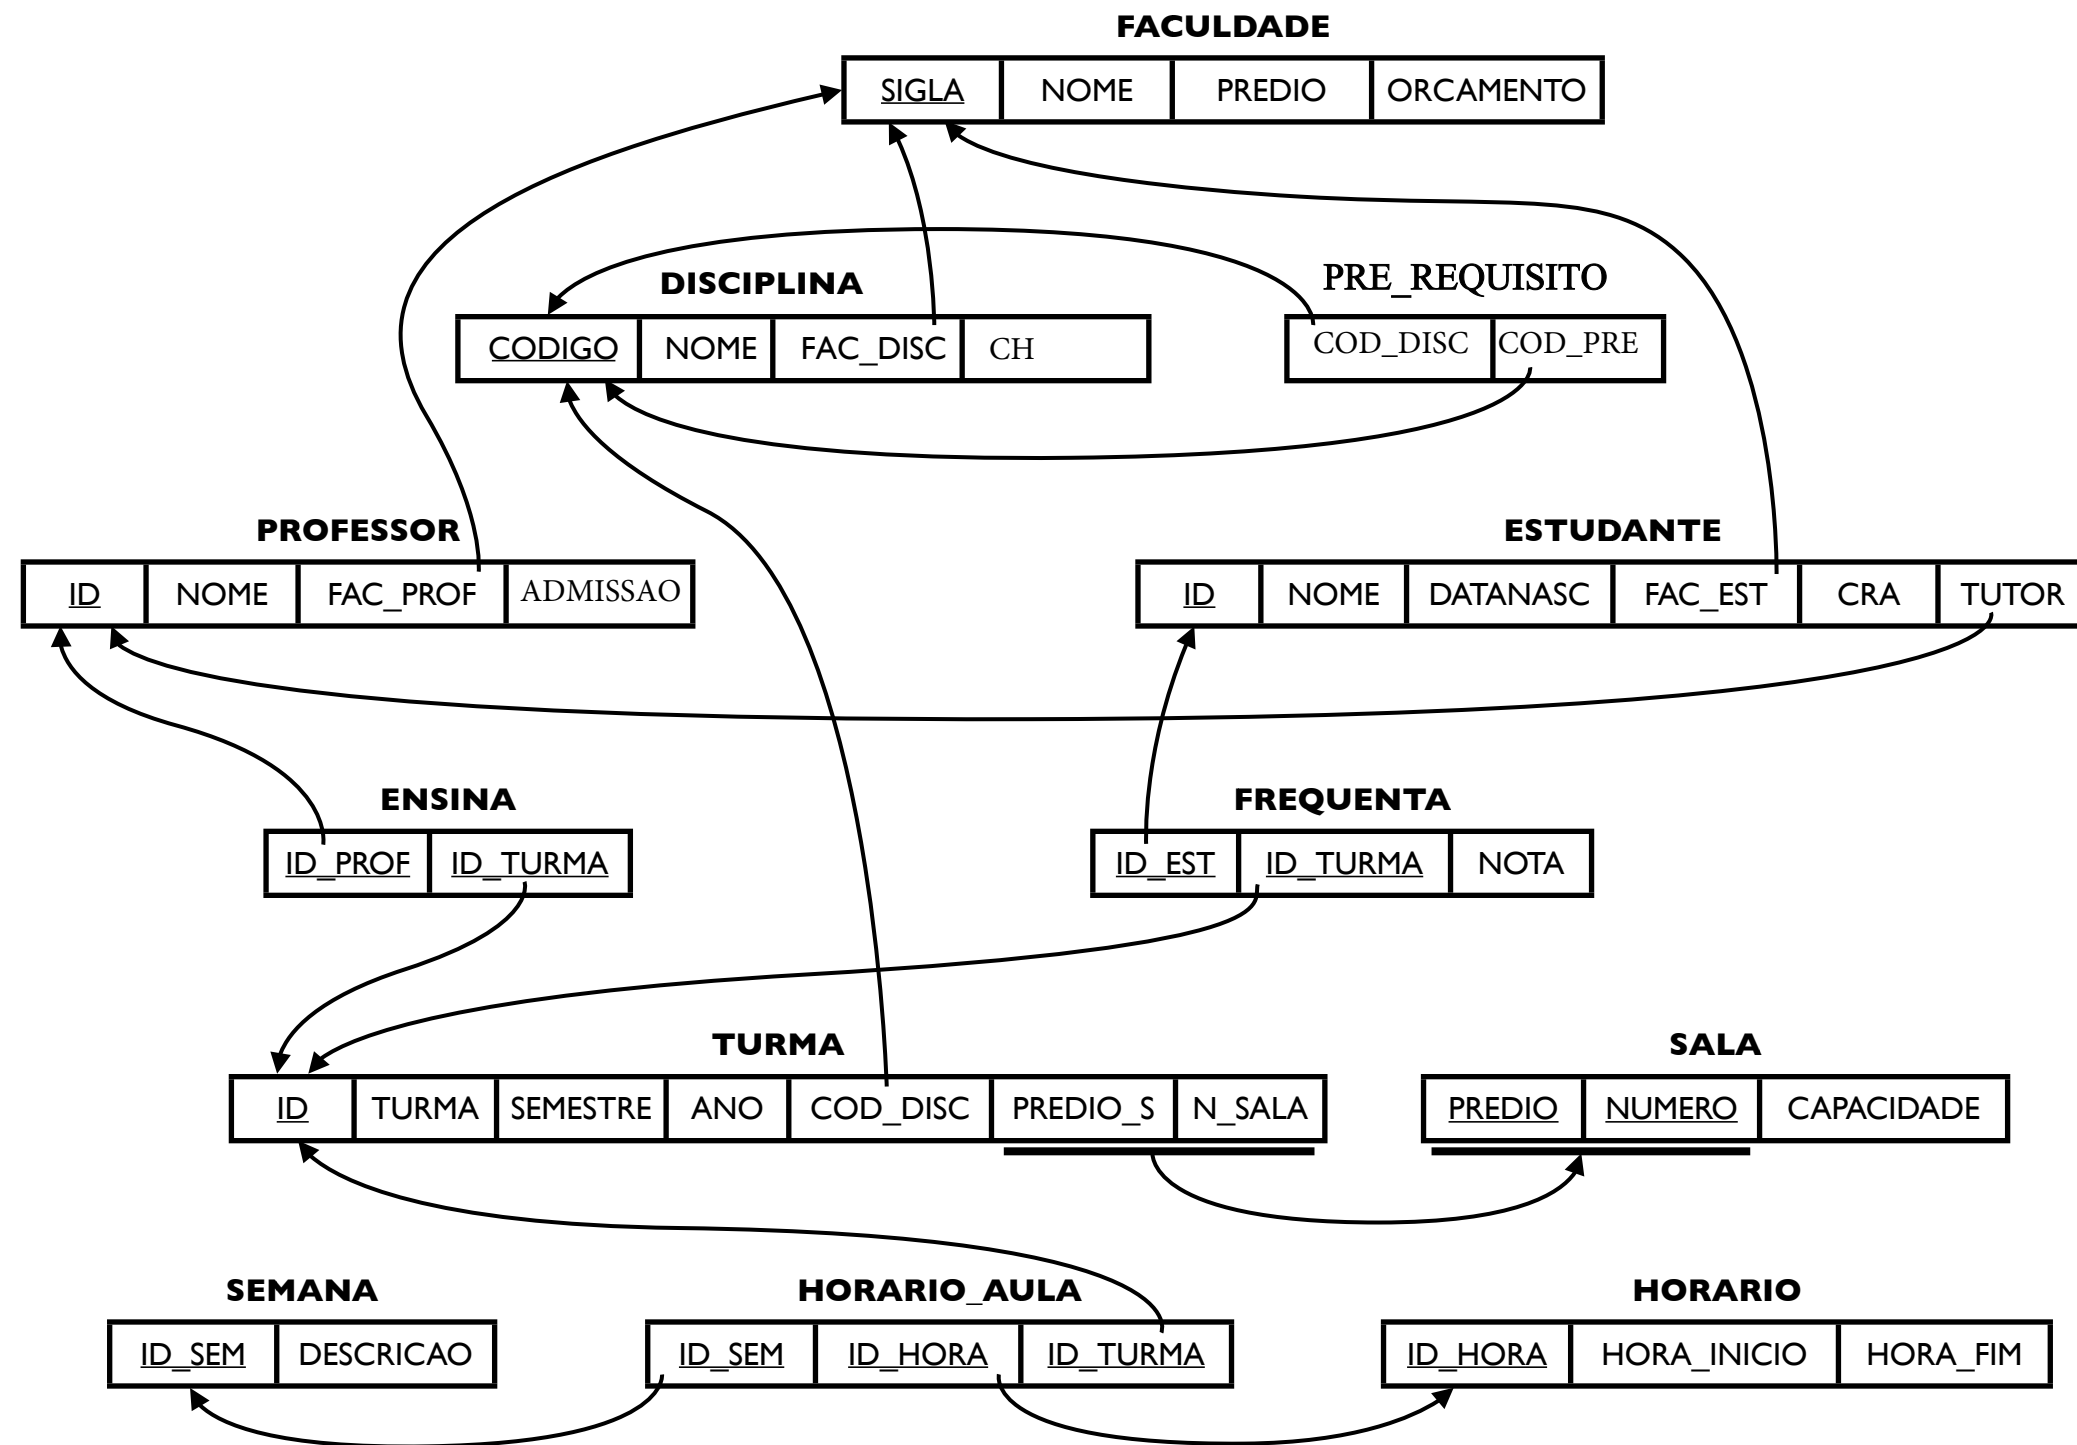 FACULDADE
SIGLA NOME PREDIO ORCAMENTO
DISCIPLINA
CODIGO NOME FAC_DISC CH
PRE_REQUISITO
COD_DISC COD_PRE
PROFESSOR
ID NOME FAC_PROF ADMISSAO
ESTUDANTE
ID NOME DATANASC FAC_EST CRA TUTOR
ENSINA
ID_PROF ID_TURMA
FREQUENTA
ID_EST ID_TURMA NOTA
TURMA
ID TURMA SEMESTRE ANO COD_DISC PREDIO_S N_SALA
SALA
PREDIO NUMERO CAPACIDADE
SEMANA
ID_SEM DESCRICAO
HORARIO_AULA
ID_SEM ID_HORA ID_TURMA
HORARIO
ID_HORA HORA_INICIO HORA_FIM